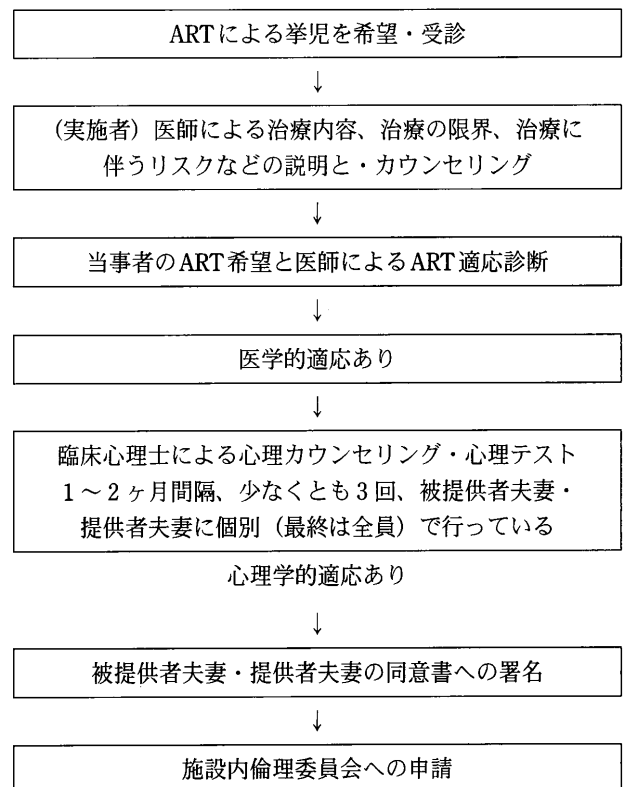 ARTによる挙児を希望・受診
↓
(実施者) 医師による治療内容、治療の限界、治療に
伴うリスクなどの説明と・カウンセリング
↓
当事者のART希望と医師によるART適応診断
↓
医学的適応あり
↓
臨床心理士による心理カウンセリング・心理テスト
1〜2ヶ月間隔、少なくとも3回、被提供者夫妻・
提供者夫妻に個別（最終は全員）で行っている
心理学的適応あり
↓
被提供者夫妻・提供者夫妻の同意書への署名
↓
施設内倫理委員会への申請